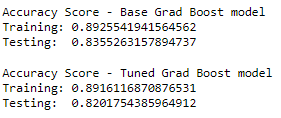 Accuracy Score - Base Grad Boost model
Training: 0.8925541941564562
Testing:  0.8355263157894737

Accuracy Score - Tuned Grad Boost model
Training: 0.8916116870876531
Testing:  0.8201754385964912